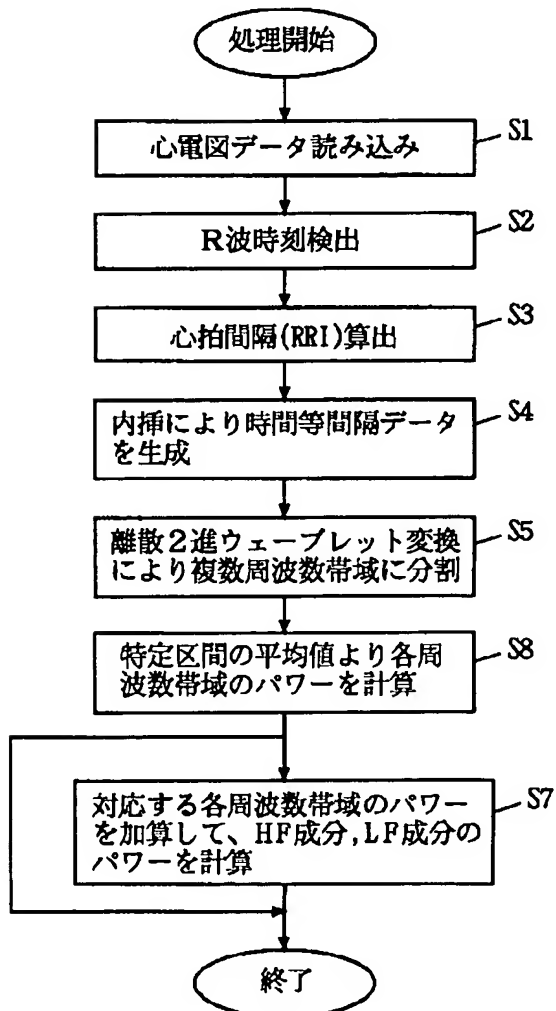 処理開始
心電図データ読み込み
S1
R波時刻検出
S2
心拍間隔(RRI)算出
S3
内挿により時間等間隔データ
を生成
S4
離散2進ウェーブレット変換
により複数周波数帯域に分割
S5
特定区間の平均値より各周
波数帯域のパワーを計算
S8
対応する各周波数帯域のパワー
を加算して、HF成分,LF成分の
パワーを計算
S7
終了